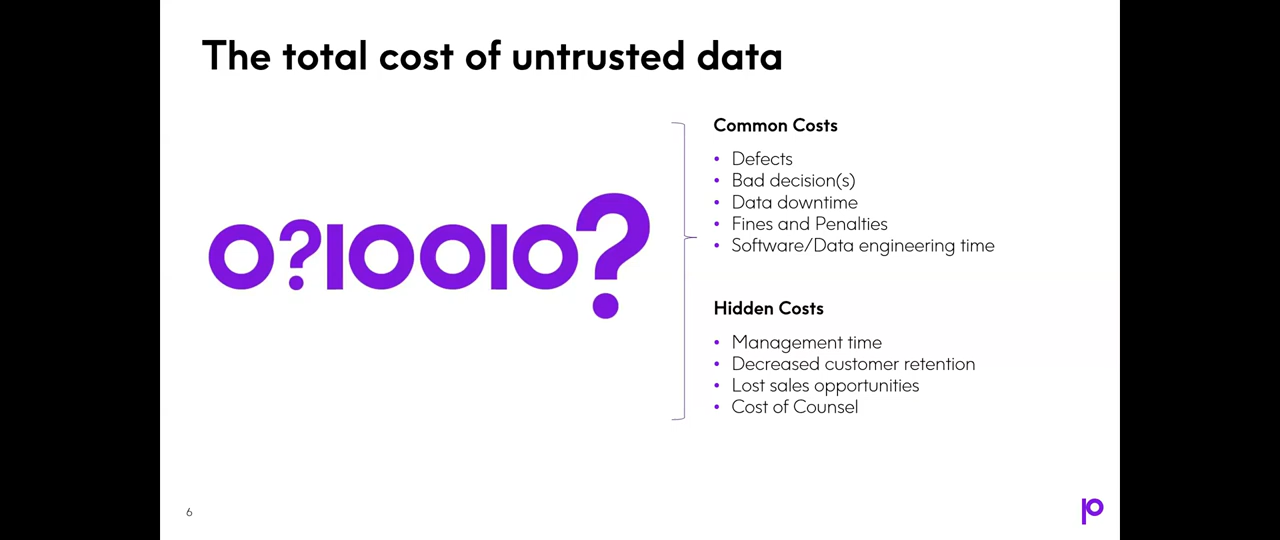 The total cost of untrusted data
0?10010?
Common Costs
• Defects
• Bad decision(s)
• Data downtime
• Fines and Penalties
• Software/Data engineering time
Hidden Costs
• Management time
• Decreased customer retention
• Lost sales opportunities
• Cost of Counsel
6